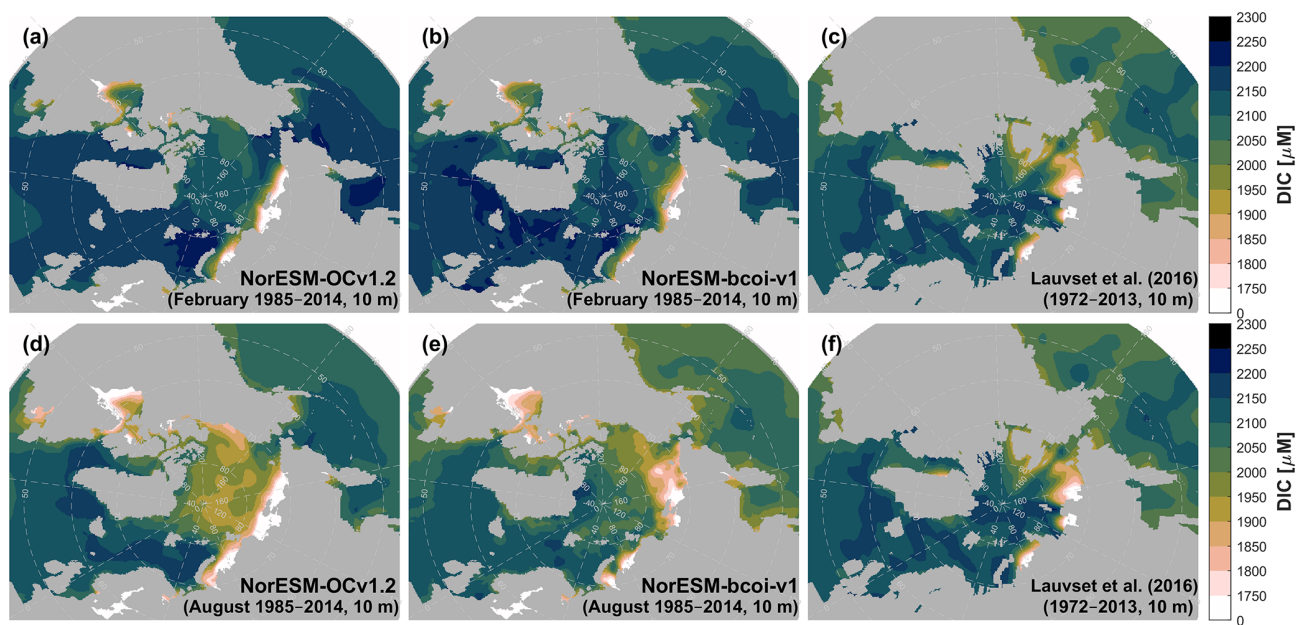 (a)
NorESM-OCv1.2
(February 1985–2014, 10 m)
(b)
NorESM-bcoi-v1
(February 1985–2014, 10 m)
(c)
Lauvset et al. (2016)
(1972–2013, 10 m)
2300
2250
2200
2150
2100
2050
2000
1950
1900
1850
1800
1750
0
DIC [µM]
(d)
NorESM-OCv1.2
(August 1985–2014, 10 m)
(e)
NorESM-bcoi-v1
(August 1985–2014, 10 m)
(f)
Lauvset et al. (2016)
(1972–2013, 10 m)
2300
2250
2200
2150
2100
2050
2000
1950
1900
1850
1800
1750
0
DIC [µM]